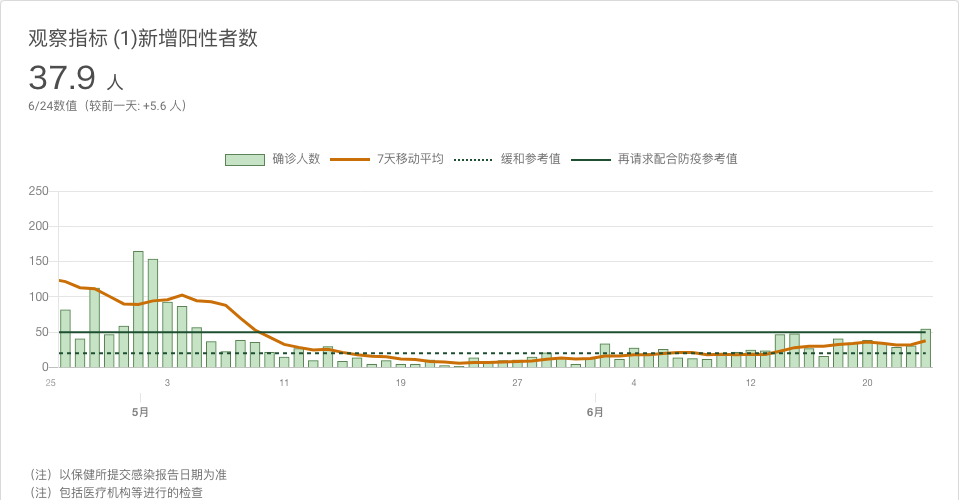 观察指标 (1)新增阳性者数
37.9 人
6/24数值（较前一天: +5.6 人）
确诊人数 7天移动平均 缓和参考值 再请求配合防疫参考值
250
200
150
100
50
0
25 3 11 19 27 4 12 20
5月 6月
（注）以保健所提交感染报告日期为准
（注）包括医疗机构等进行的检查